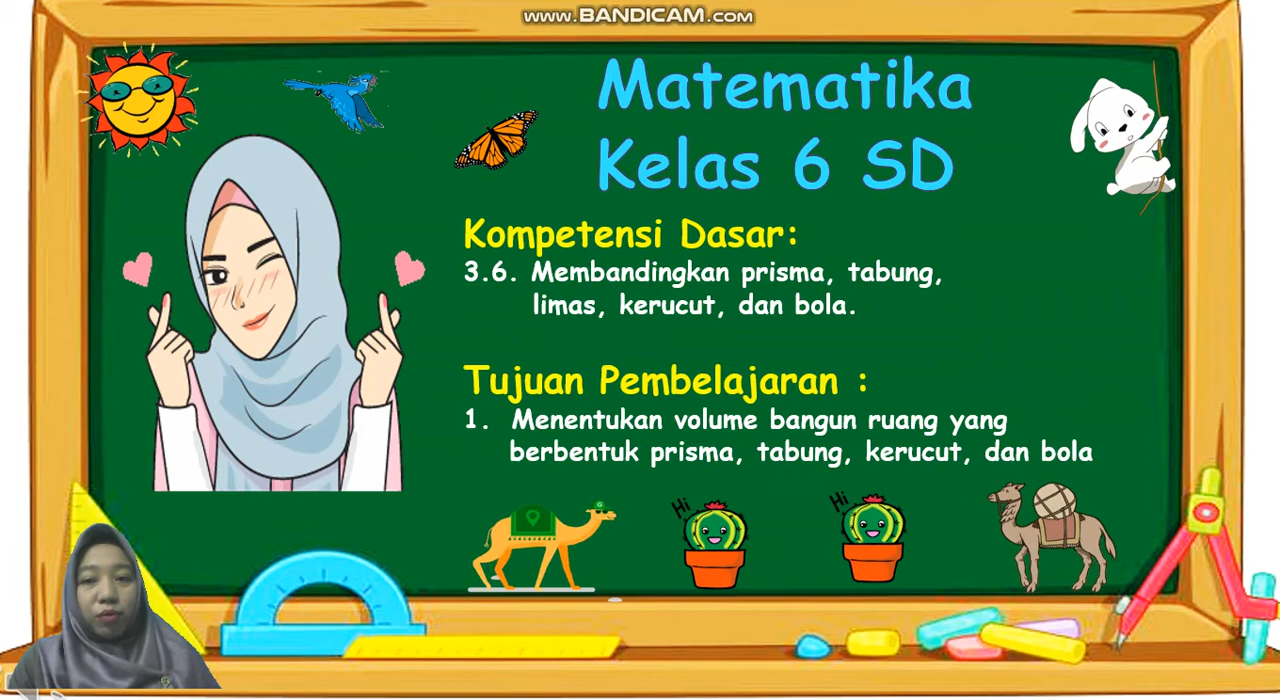 www.BANDICAM.com
Matematika
Kelas 6 SD
Kompetensi Dasar:
3.6. Membandingkan prisma, tabung,
limas, kerucut, dan bola.
Tujuan Pembelajaran :
1. Menentukan volume bangun ruang yang
berbentuk prisma, tabung, kerucut, dan bola
Hi
Hi